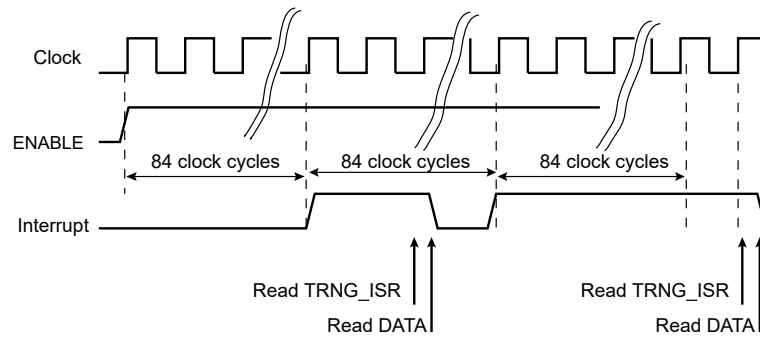 Clock
ENABLE
84 clock cycles 84 clock cycles 84 clock cycles
Interrupt
Read TRNG_ISR Read TRNG_ISR
Read DATA Read DATA